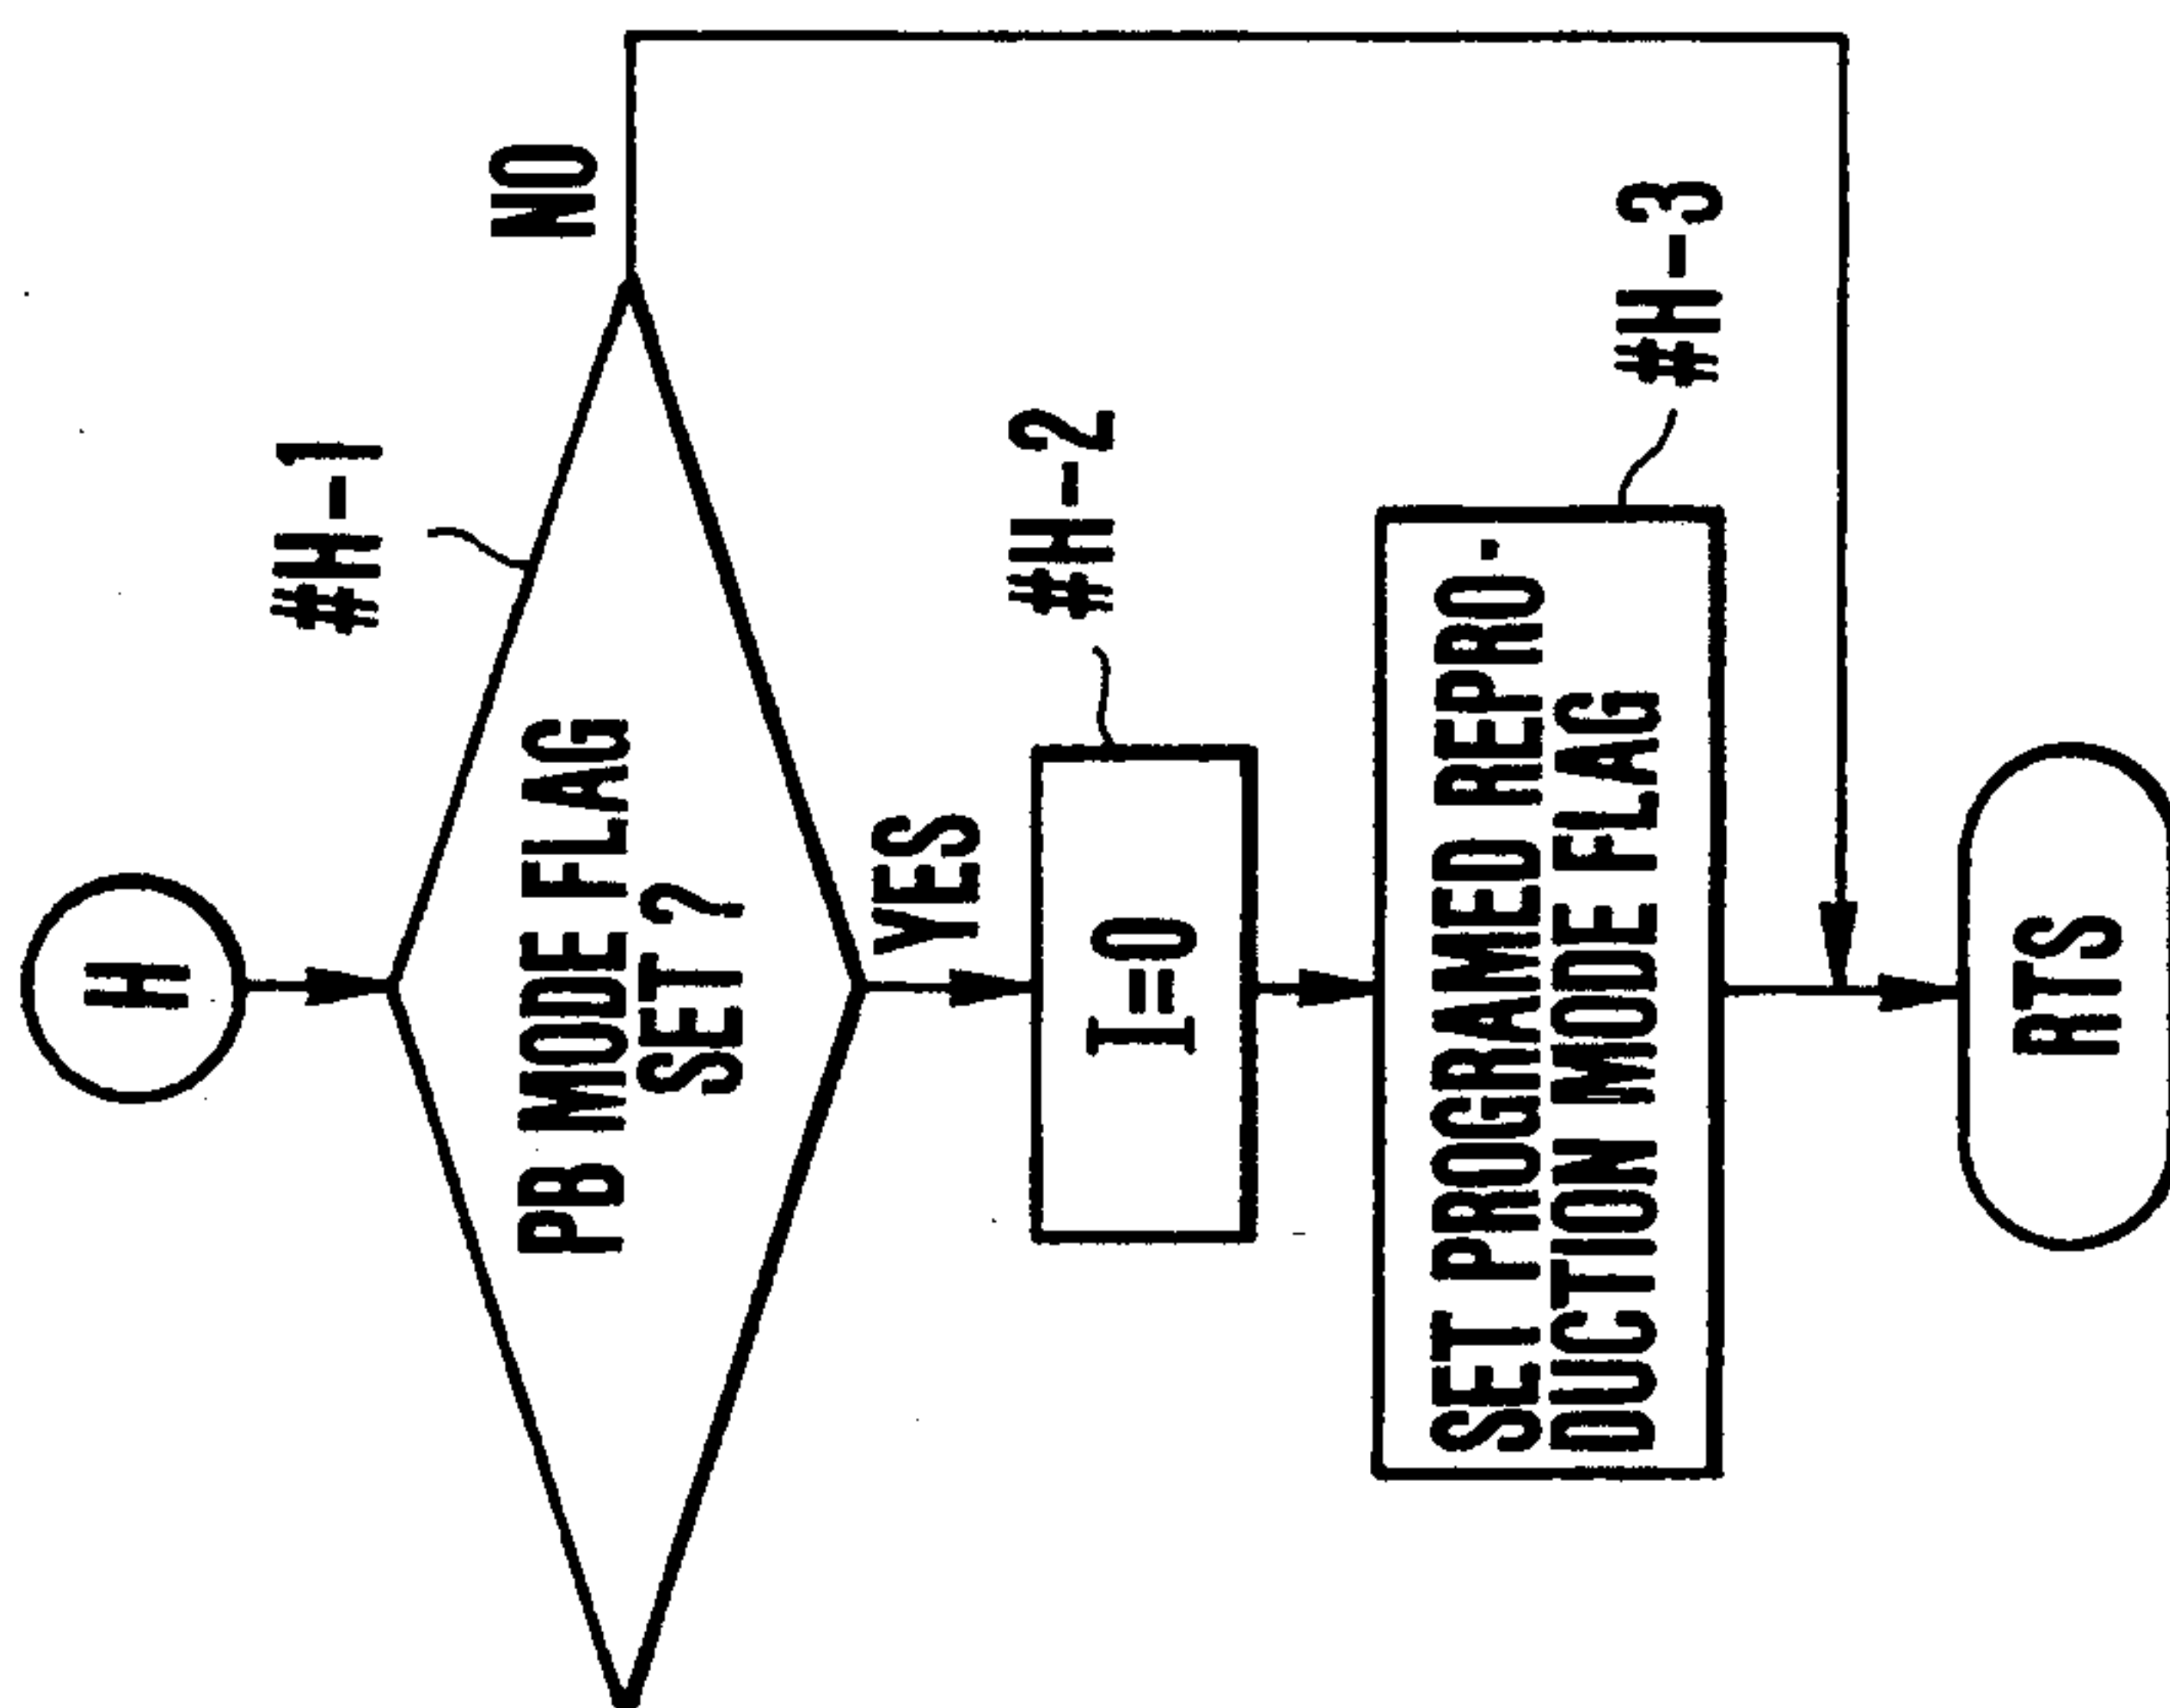 H
#H-1
PB MODE FLAG
SET ?
NO
YES
#H-2
I=0
#H-3
SET PROGRAMED REPRO-
DUCTION MODE FLAG
RTS